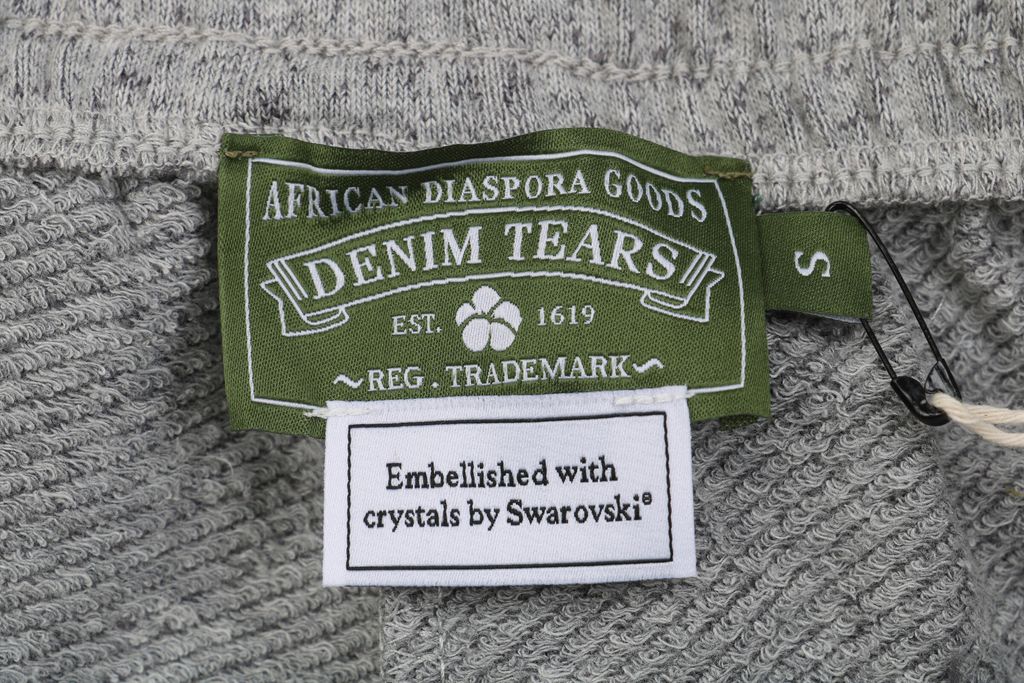 AFRICAN DIASPORA GOODS
DENIM TEARS
EST. 1619
REG. TRADEMARK
S
Embellished with
crystals by Swarovski®